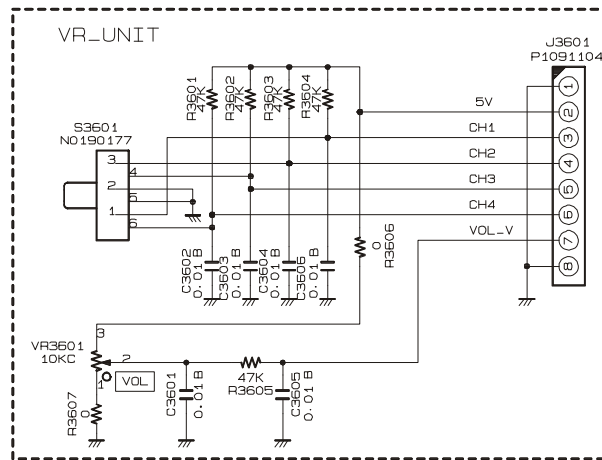 VR_UNIT
J3601
P1091104
R3601
47K
R3602
47K
R3603
47K
R3604
47K
S3601
N0190177
3
4
2
5
1
6
5V
CH1
CH2
CH3
CH4
VOL_V
1
2
3
4
5
6
7
8
0
R3606
C3602
0.01 B
C3603
0.01 B
C3604
0.01 B
C3606
0.01 B
3
VR3601
10KC
2
1
VOL
47K
R3605
R3607
0
C3601
0.01 B
C3605
0.01 B